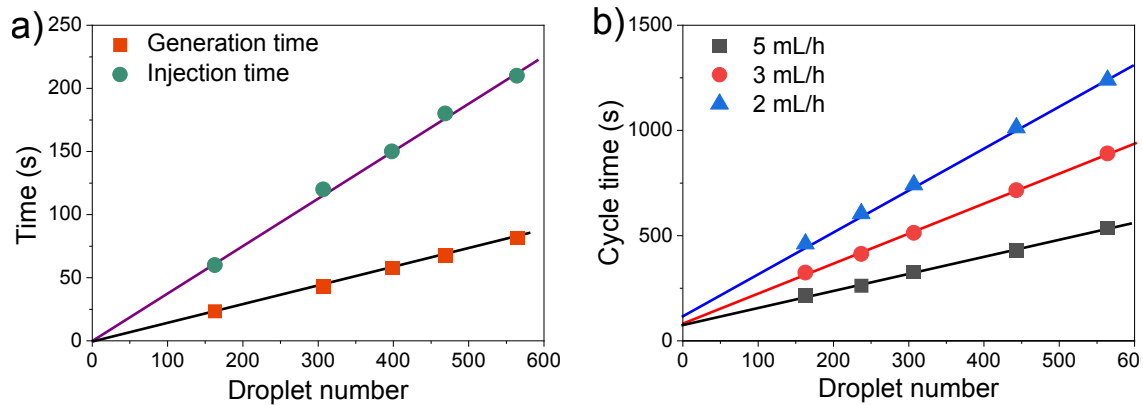 a)
Generation time
Injection time
Time (s)
250
200
150
100
50
0
0 100 200 300 400 500 600
Droplet number
b)
5 mL/h
3 mL/h
2 mL/h
Cycle time (s)
1500
1000
500
0
0 100 200 300 400 500 600
Droplet number